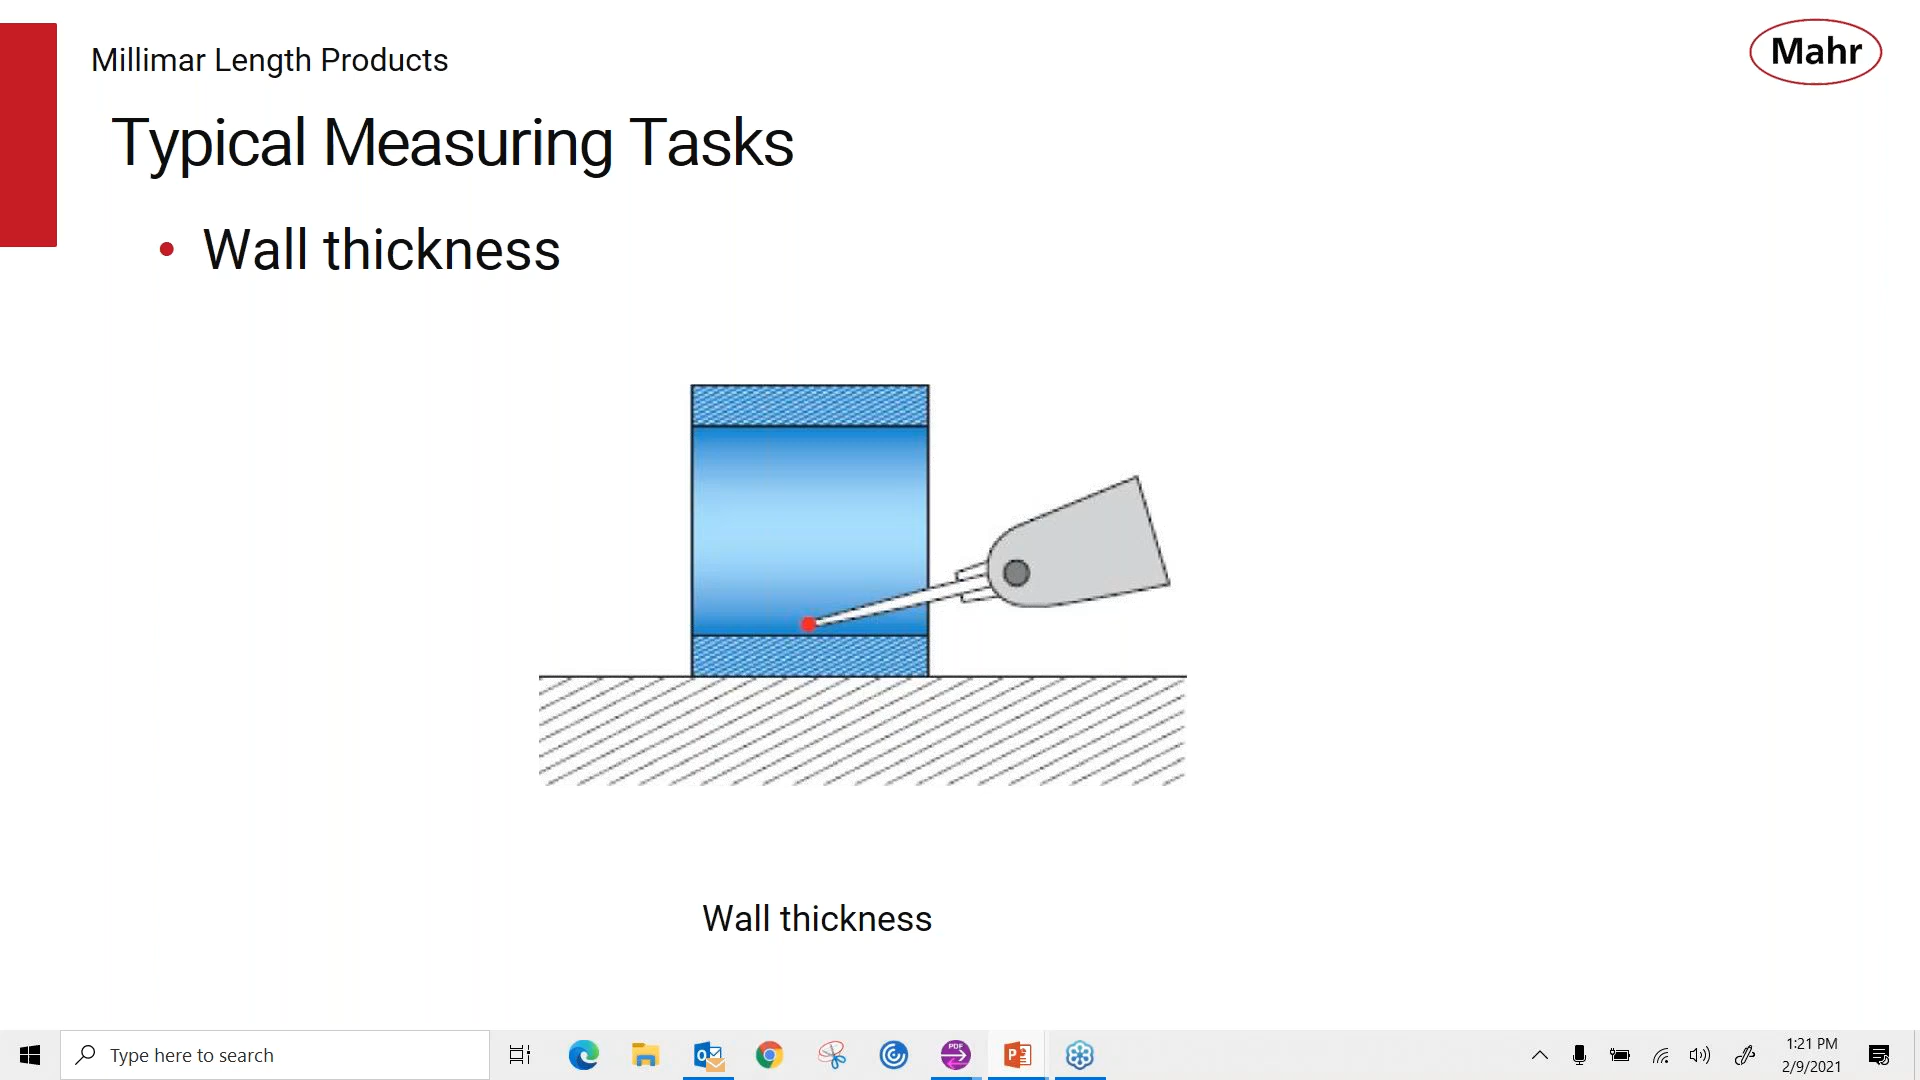 Millimar Length Products
Mahr
Typical Measuring Tasks
• Wall thickness
Wall thickness
Type here to search
PDF
1:21 PM
2/9/2021